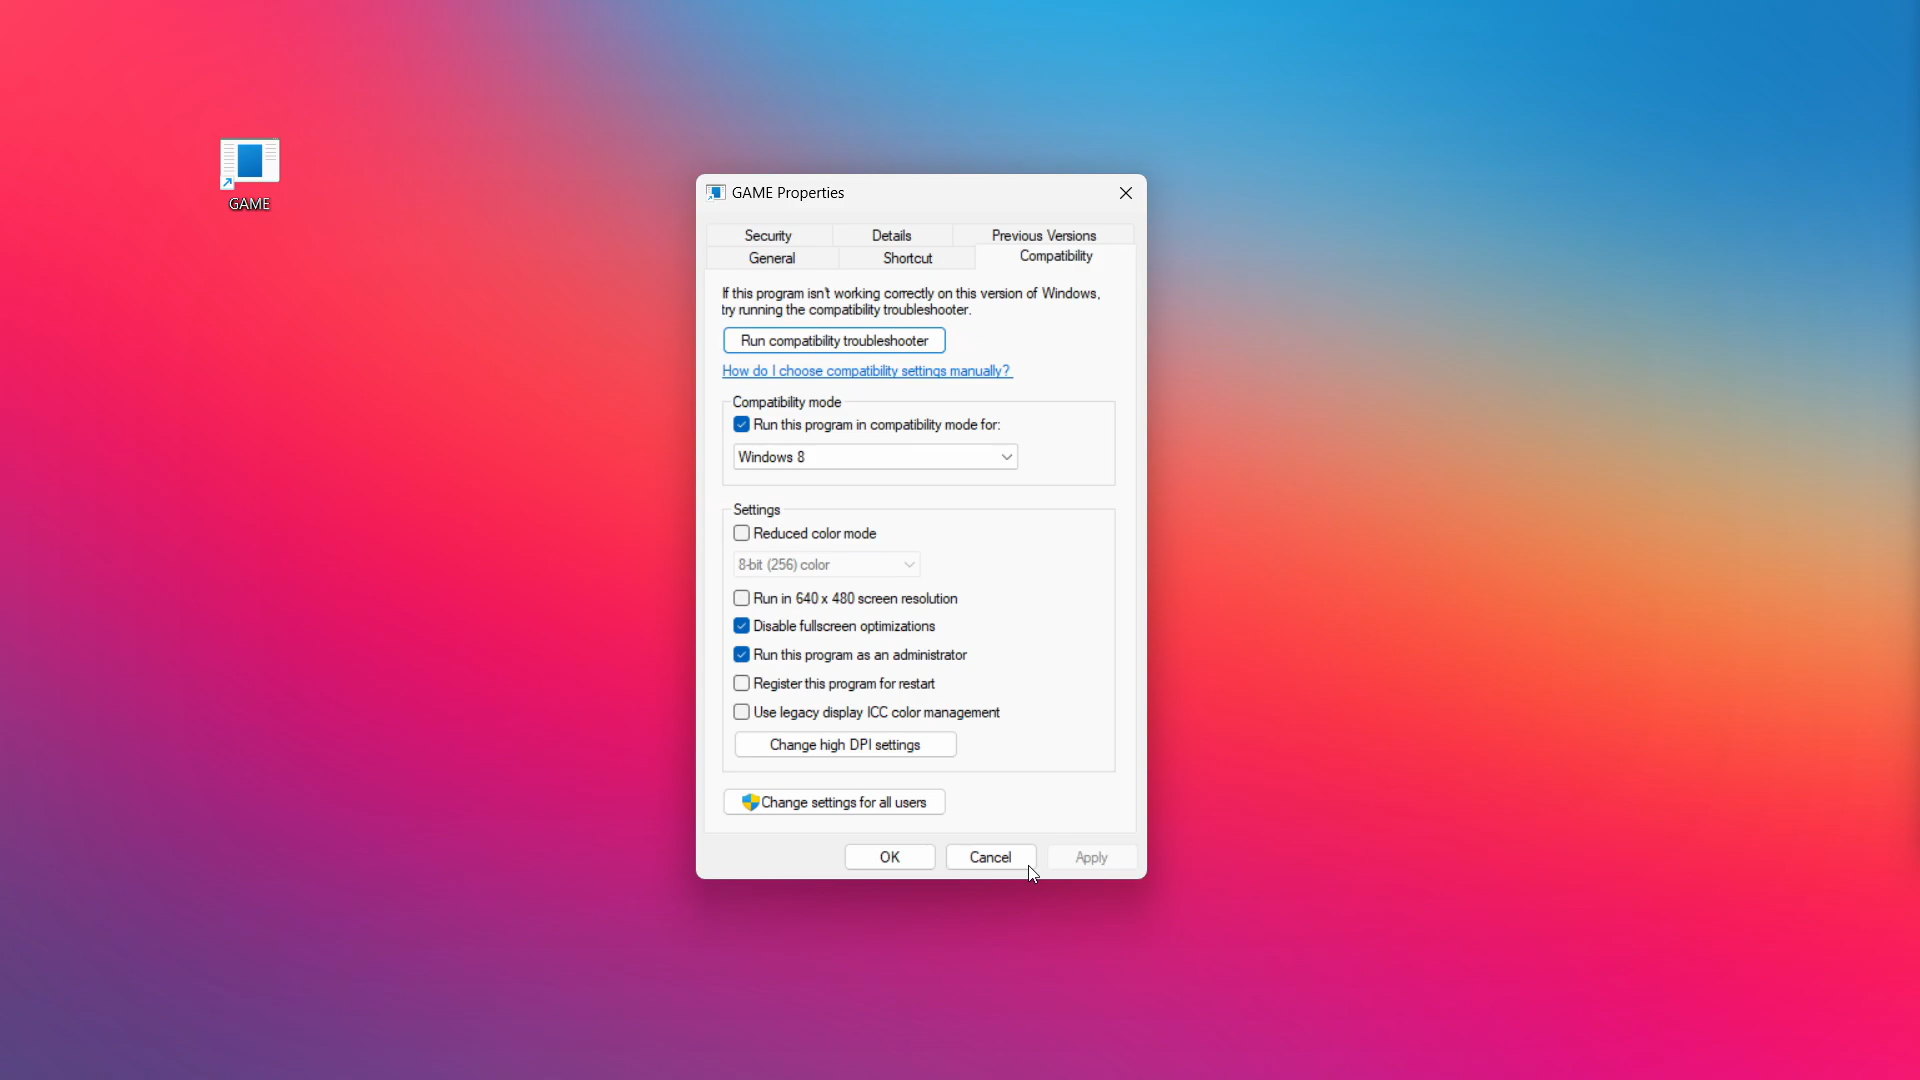 GAME
GAME Properties
Security Details Previous Versions
General Shortcut Compatibility
If this program isn't working correctly on this version of Windows,
try running the compatibility troubleshooter.
Run compatibility troubleshooter
How do I choose compatibility settings manually?
Compatibility mode
Run this program in compatibility mode for:
Windows 8
Settings
Reduced color mode
8-bit (256) color
Run in 640 x 480 screen resolution
Disable fullscreen optimizations
Run this program as an administrator
Register this program for restart
Use legacy display ICC color management
Change high DPI settings
Change settings for all users
OK Cancel Apply